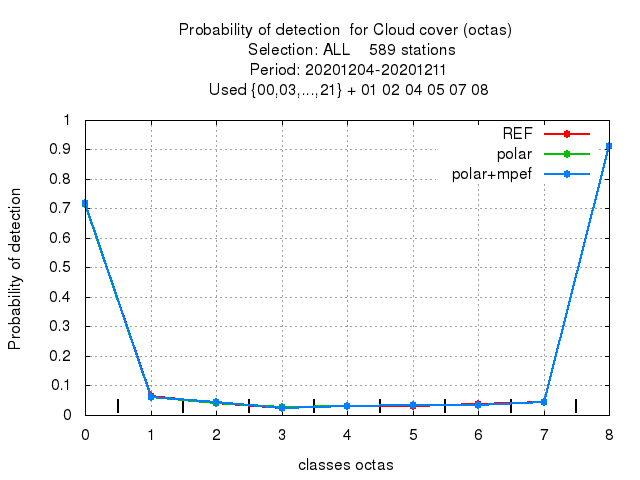 Probability of detection  for Cloud cover (octas)
Selection: ALL    589 stations
Period: 20201204-20201211
Used {00,03,...,21} + 01 02 04 05 07 08
REF
polar
polar+mpef
1
0.9
0.8
0.7
0.6
0.5
0.4
0.3
0.2
0.1
0
Probability of detection
0 1 2 3 4 5 6 7 8
classes octas